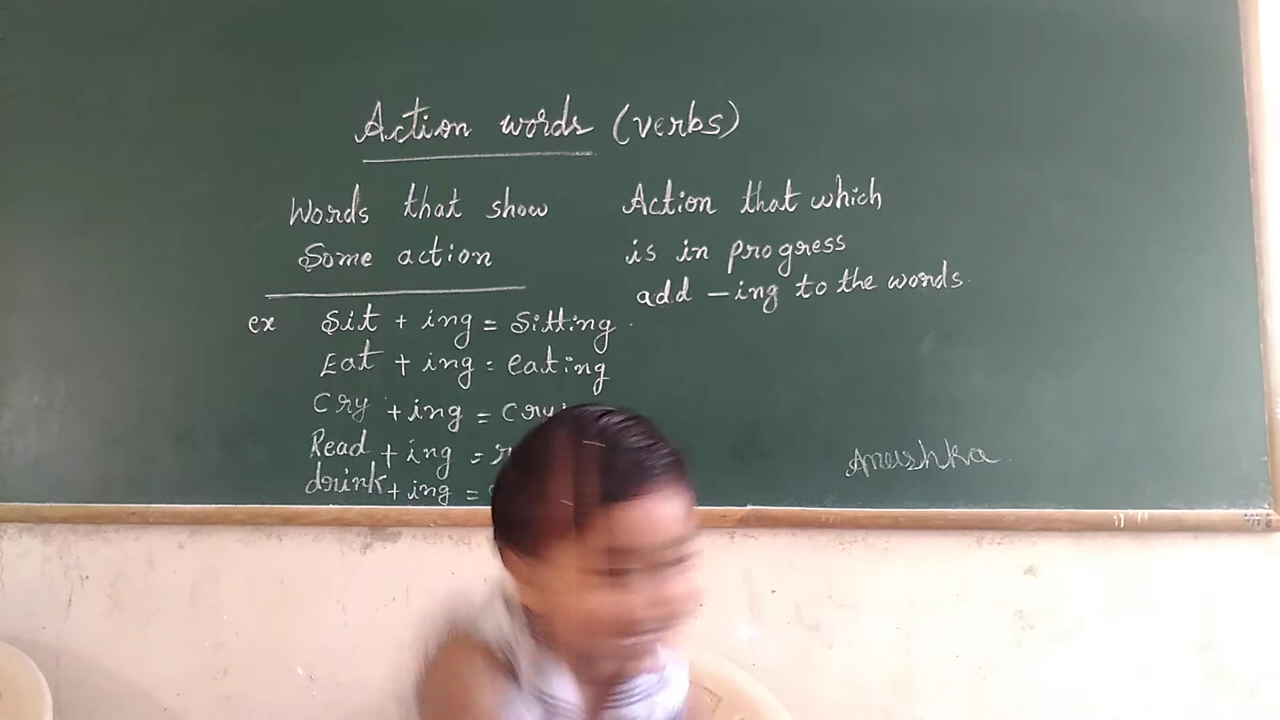 Action words (verbs)
Words that show
Some action
Action that which
is in progress
add -ing to the words.
ex Sit + ing = Sitting.
Eat + ing = eating
Cry + ing =
Read + ing =
drink + ing =
Anushka.